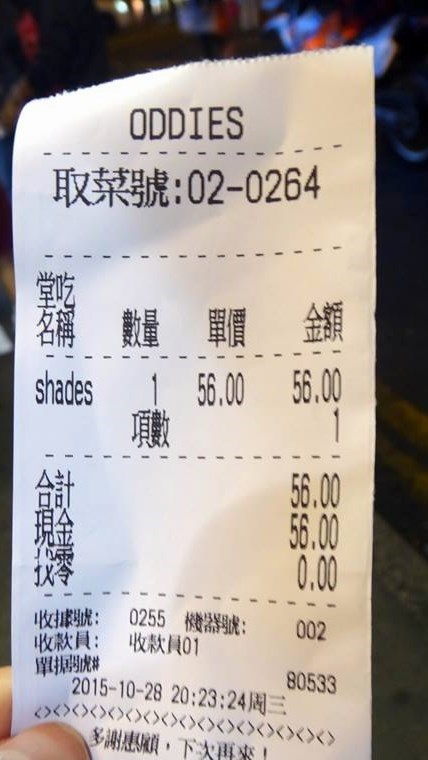 ODDIES
取菜號:02-0264
堂吃
名稱 數量 單價 金額
shades 1 56.00 56.00
項數 1
合計 56.00
現金 56.00
找零 0.00
收據號: 0255 機器號: 002
收款員: 收款員01
單据號# 80533
2015-10-28 20:23:24周三
<><><><><><><><><><><><><><><>
多謝惠顧，下次再來！